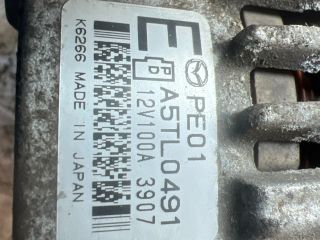 PE01
E
P
D
A5TL0491
12V100A 3907
K6266 MADE IN JAPAN